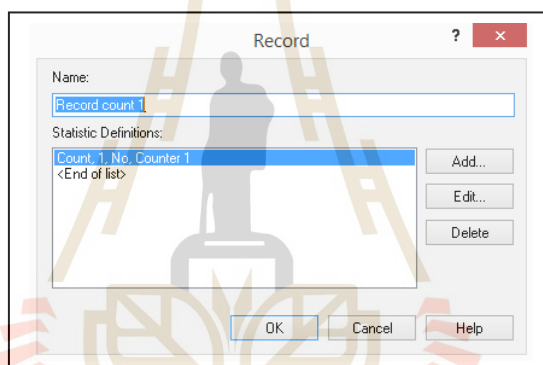 Record
?
×
Name:
Record count 1
Statistic Definitions:
Count, 1, No, Counter 1
<End of list>
Add...
Edit...
Delete
OK
Cancel
Help